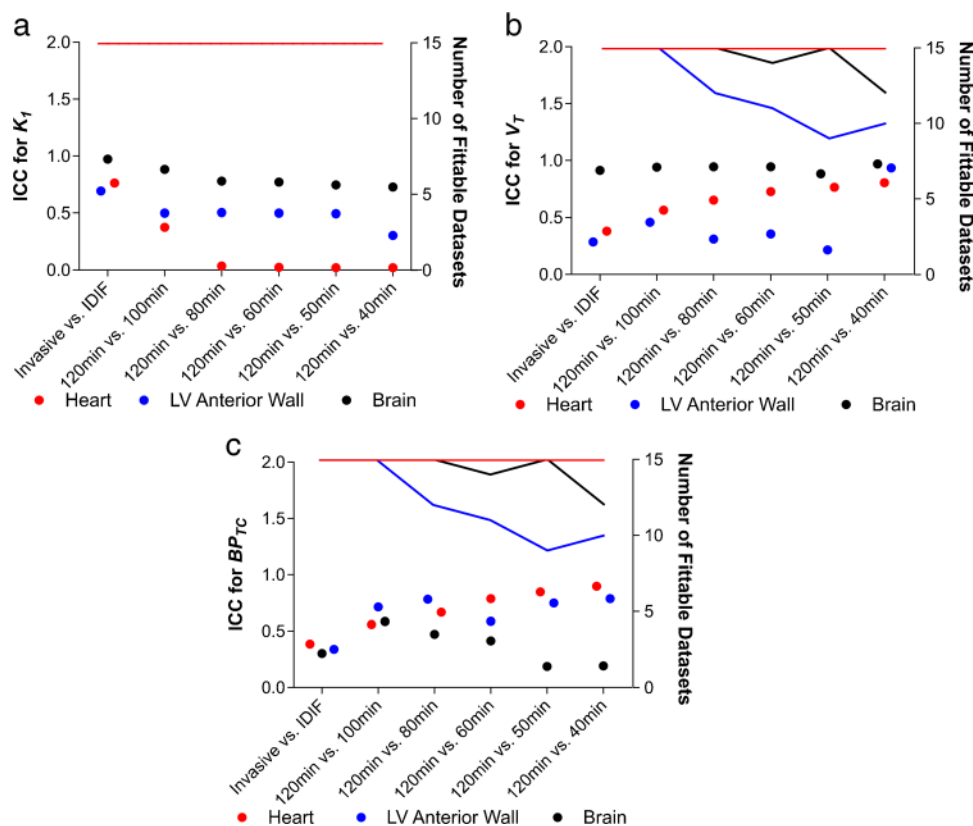 a
ICC for K1
2.0
1.5
1.0
0.5
0.0
15
10
5
0
Number of Fittable Datasets
Invasive vs. IDIF
120min vs. 100min
120min vs. 80min
120min vs. 60min
120min vs. 50min
120min vs. 40min
Heart LV Anterior Wall Brain
b
ICC for VT
2.0
1.5
1.0
0.5
0.0
15
10
5
0
Number of Fittable Datasets
Invasive vs. IDIF
120min vs. 100min
120min vs. 80min
120min vs. 60min
120min vs. 50min
120min vs. 40min
Heart LV Anterior Wall Brain
c
ICC for BPTC
2.0
1.5
1.0
0.5
0.0
15
10
5
0
Number of Fittable Datasets
Invasive vs. IDIF
120min vs. 100min
120min vs. 80min
120min vs. 60min
120min vs. 50min
120min vs. 40min
Heart LV Anterior Wall Brain